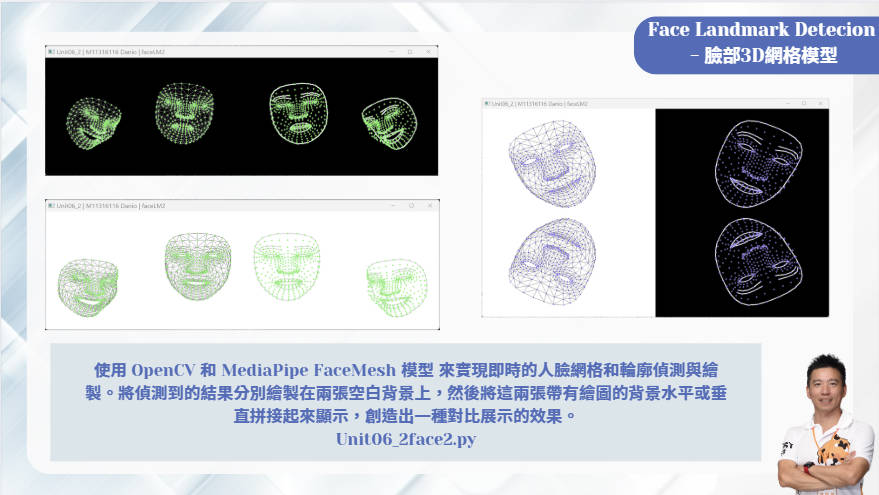 Face Landmark Detecion
- 臉部3D網格模型
Unit06_2 | M11316116 Danio | faceLM2
Unit06_2 | M11316116 Danio | faceLM2
Unit06_2 | M11316116 Danio | faceLM2
使用 OpenCV 和 MediaPipe FaceMesh 模型 來實現即時的人臉網格和輪廓偵測與繪
製。將偵測到的結果分別繪製在兩張空白背景上，然後將這兩張帶有繪圖的背景水平或垂
直拼接起來顯示，創造出一種對比展示的效果。
Unit06_2face2.py